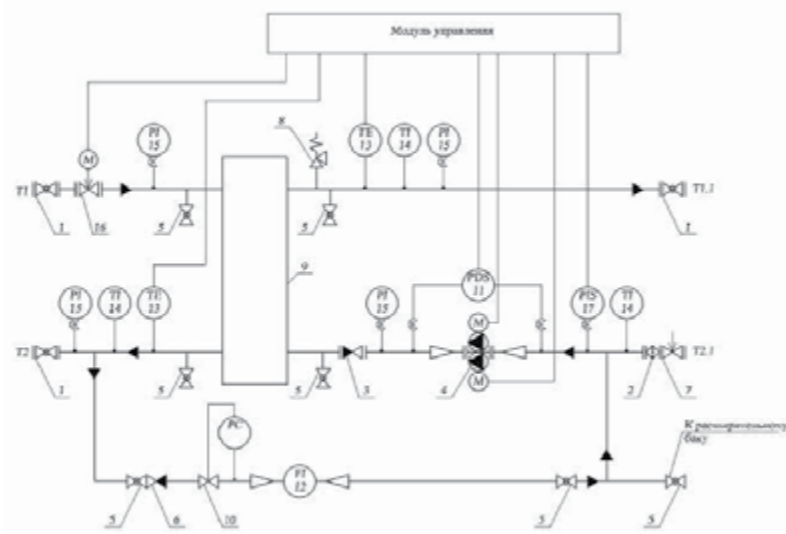 Модуль управления
8
PI
15
TE
13
TI
14
PI
15
M
T1
T1.1
1
16
5
5
1
9
PDS
11
PI
15
TI
14
TE
13
PI
15
PIS
17
TI
14
M
T2
T2.1
M
1
5
5
3
4
2
7
PC
К расширительному
баку
FI
12
5
6
10
5
5